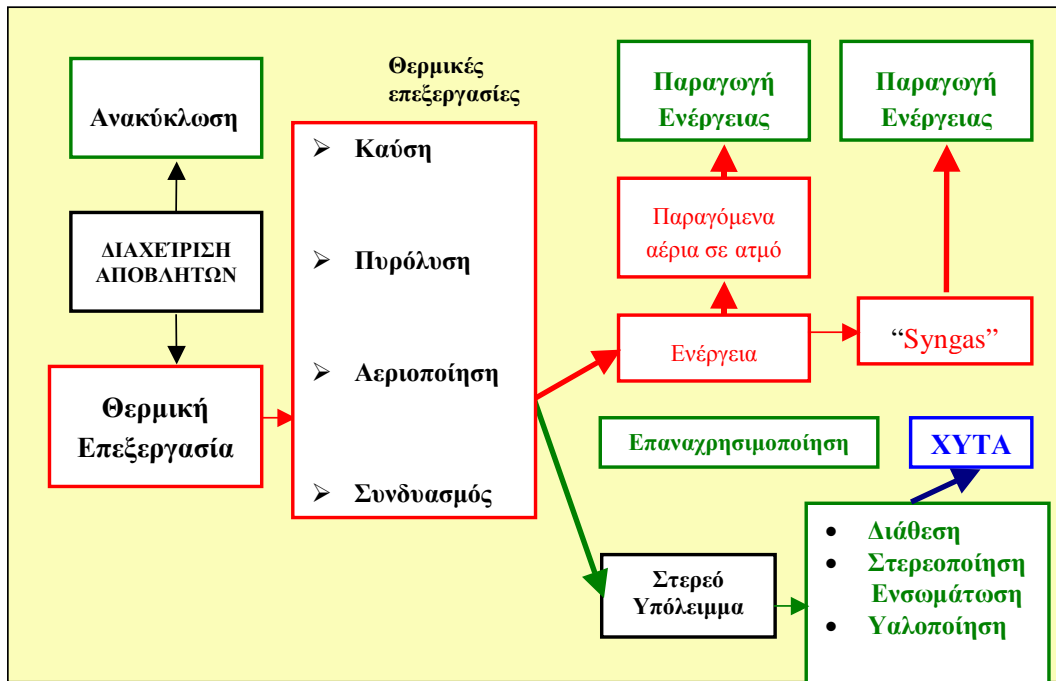 Ανακύκλωση
ΔΙΑΧΕΙΡΙΣΗ
ΑΠΟΒΛΗΤΩΝ
Θερμική
Επεξεργασία
Θερμικές
επεξεργασίες
➢ Καύση
➢ Πυρόλυση
➢ Αεριοποίηση
➢ Συνδυασμός
Παραγωγή
Ενέργειας
Παραγωγή
Ενέργειας
Παραγόμενα
αέρια σε ατμό
Ενέργεια
“Syngas”
Επαναχρησιμοποίηση
ΧΥΤΑ
Στερεό
Υπόλειμμα
• Διάθεση
• Στερεοποίηση
Ενσωμάτωση
• Υαλοποίηση